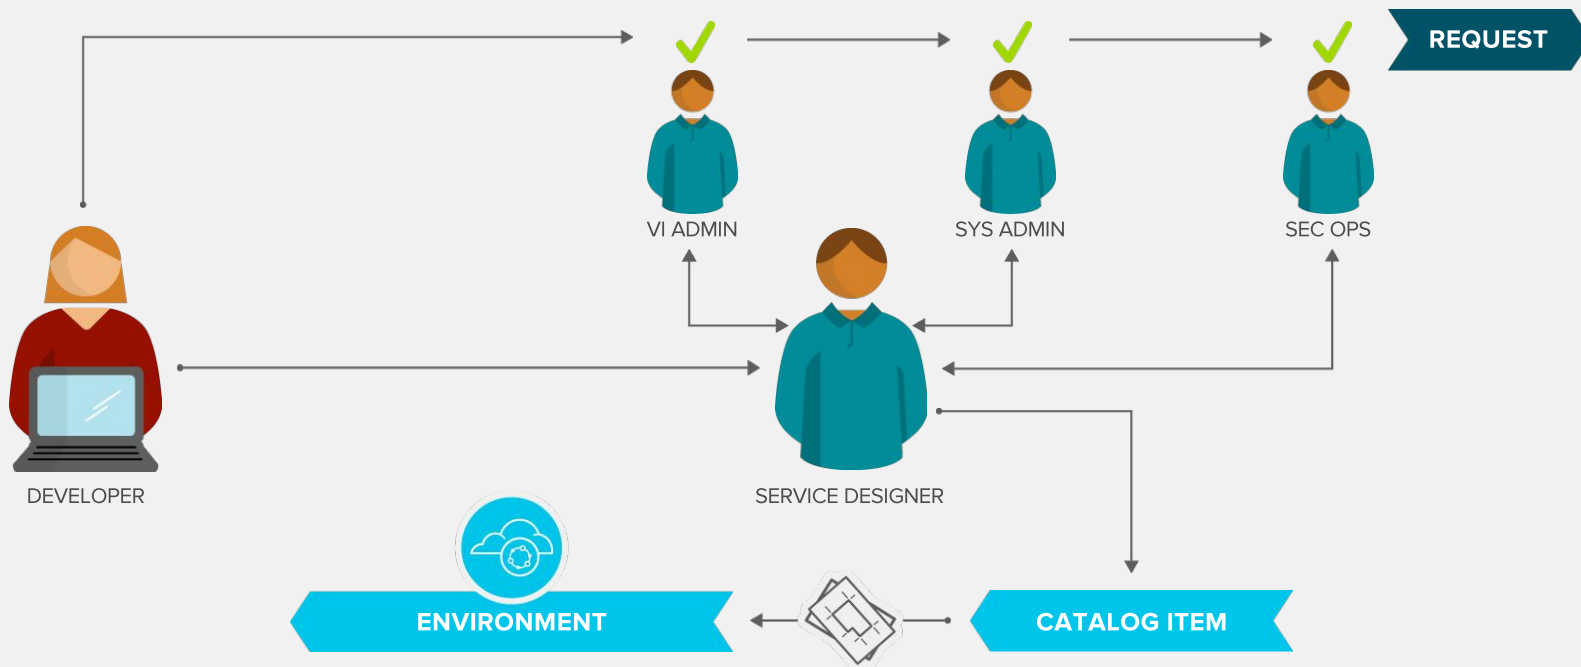 REQUEST
VI ADMIN
SYS ADMIN
SEC OPS
DEVELOPER
SERVICE DESIGNER
ENVIRONMENT
CATALOG ITEM